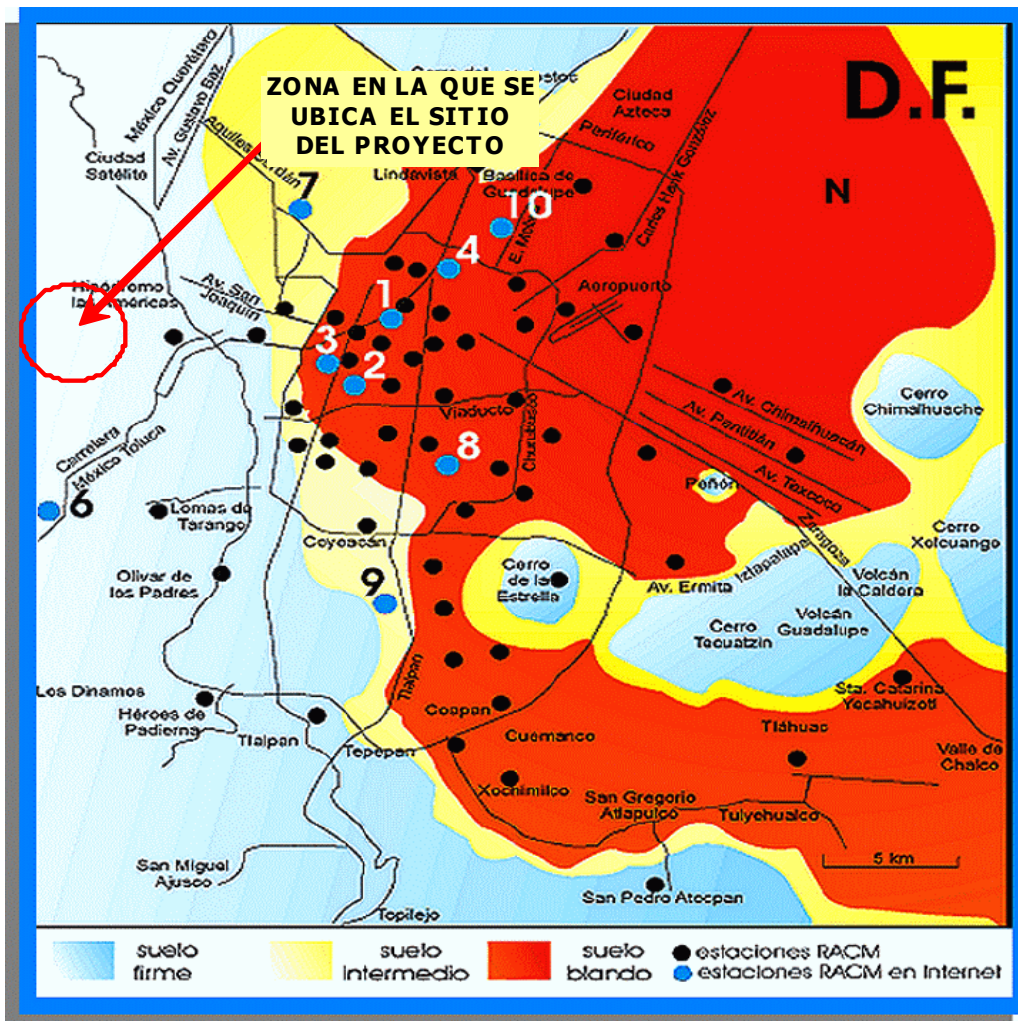 D.F.
N
ZONA EN LA QUE SE
UBICA EL SITIO
DEL PROYECTO
México Querétaro
Av. Gustavo Baz
Ciudad
Satélite
Ciudad
Azteca
Periférico
Carlos Hank González
Lindavista
Basílica de
Guadalupe
7
10
4
Hipódromo
las Américas
Av. San
Joaquín
1
Aeropuerto
3
2
Cerro
Chimalhuache
Viaducto
Churubusco
Av. Chimalhuacán
Av. Pantitlán
Av. Texcoco
8
Carretera
México Toluca
6
Peñón
Zaragoza
Lomas de
Tarango
Coyoacán
Cerro
Xolcuango
Olivar de
los Padres
9
Cerro
de la
Estrella
Av. Ermita
Iztapalapa
Volcán
la Caldera
Volcán
Guadalupe
Cerro
Tecuatzin
Tlalpan
Los Dinamos
Héroes de
Padierna
Tlalpan
Tepepan
Coapan
Cuemanco
Sta. Catarina
Yecahuizotl
Tláhuac
Valle de
Chalco
Xochimilco
San Gregorio
Atlapulco
Tulyehualco
San Miguel
Ajusco
5 km
San Pedro Atocpan
Topilejo
suelo
firme
suelo
intermedio
suelo
blando
estaciones RACM
estaciones RACM en Internet